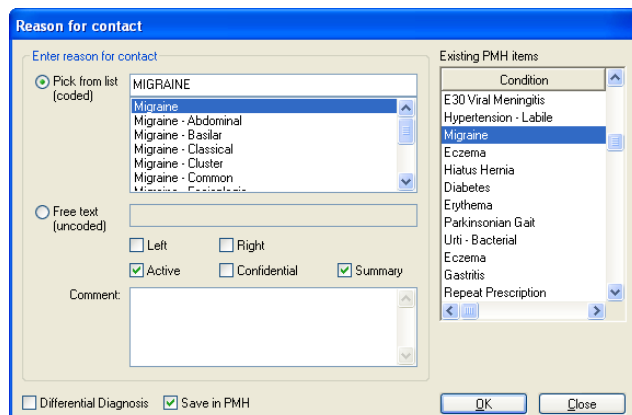 Reason for contact
Enter reason for contact
Pick from list
(coded)
MIGRAINE
Migraine
Migraine - Abdominal
Migraine - Basilar
Migraine - Classical
Migraine - Cluster
Migraine - Common
Free text
(uncoded)
Left Right
Active Confidential Summary
Comment:
Differential Diagnosis Save in PMH
Existing PMH items
Condition
E30 Viral Meningitis
Hypertension - Labile
Migraine
Eczema
Hiatus Hernia
Diabetes
Erythema
Parkinsonian Gait
Urti - Bacterial
Eczema
Gastritis
Repeat Prescription
OK Close